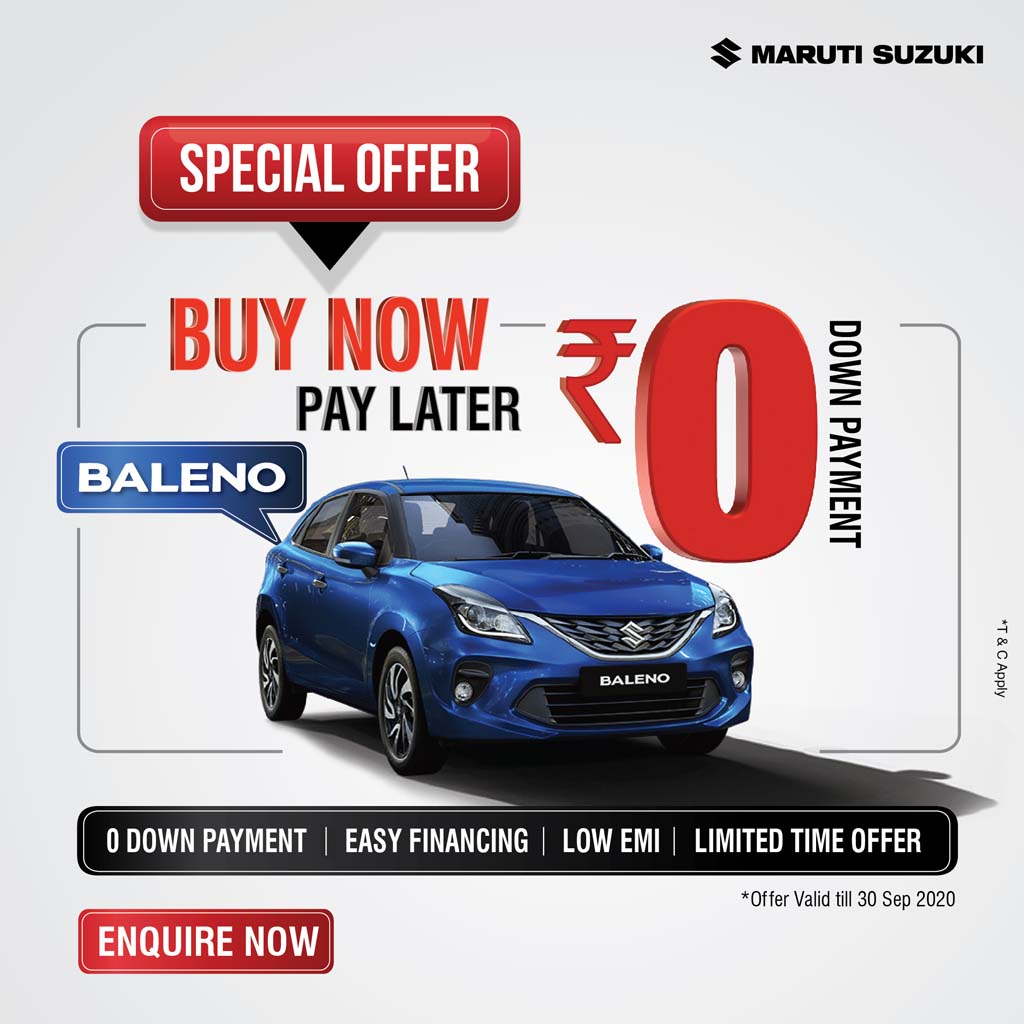 MARUTI SUZUKI
SPECIAL OFFER
BUY NOW
PAY LATER
₹0
DOWN PAYMENT
BALENO
BALENO
*T & C Apply
0 DOWN PAYMENT | EASY FINANCING | LOW EMI | LIMITED TIME OFFER
*Offer Valid till 30 Sep 2020
ENQUIRE NOW